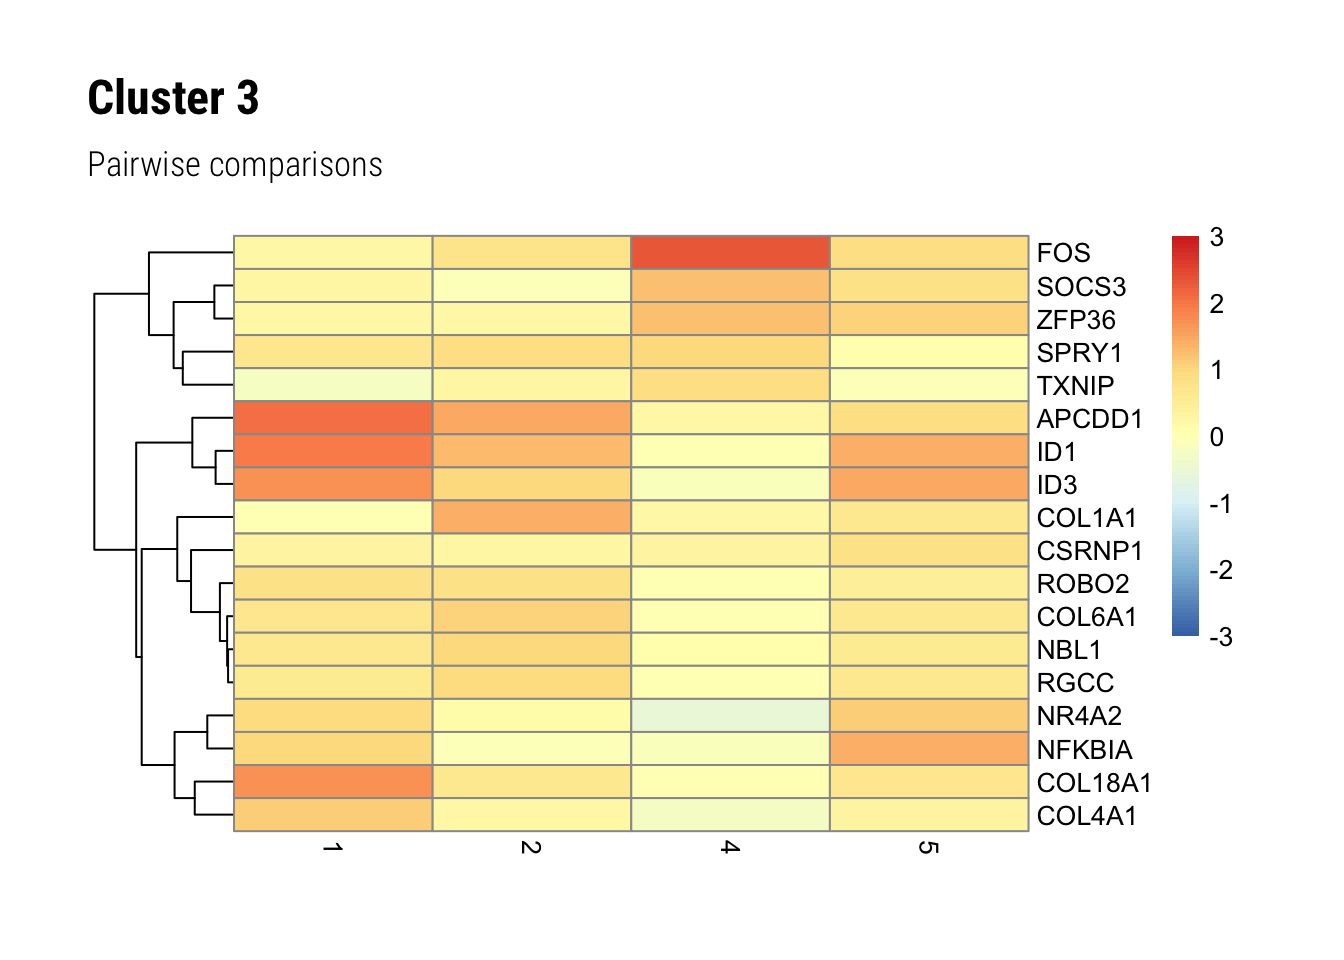 Cluster 3
Pairwise comparisons
FOS
SOCS3
ZFP36
SPRY1
TXNIP
APCDD1
ID1
ID3
COL1A1
CSRNP1
ROBO2
COL6A1
NBL1
RGCC
NR4A2
NFKBIA
COL18A1
COL4A1
1
2
4
5
3
2
1
0
-1
-2
-3